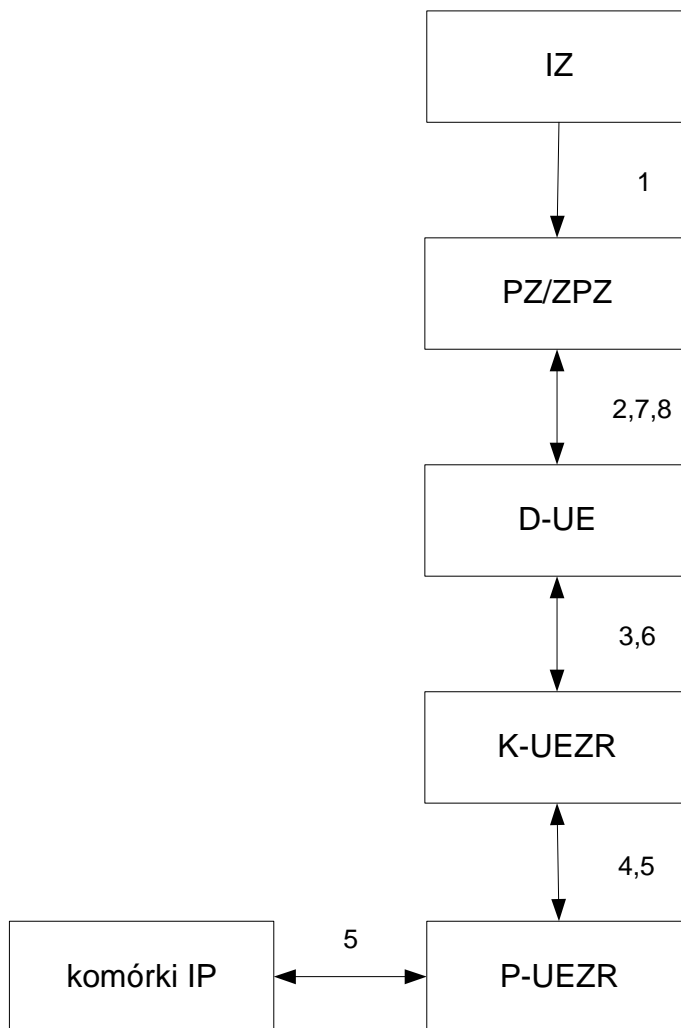 IZ
1
PZ/ZPZ
2,7,8
D-UE
3,6
K-UEZR
4,5
5
komórki IP
P-UEZR